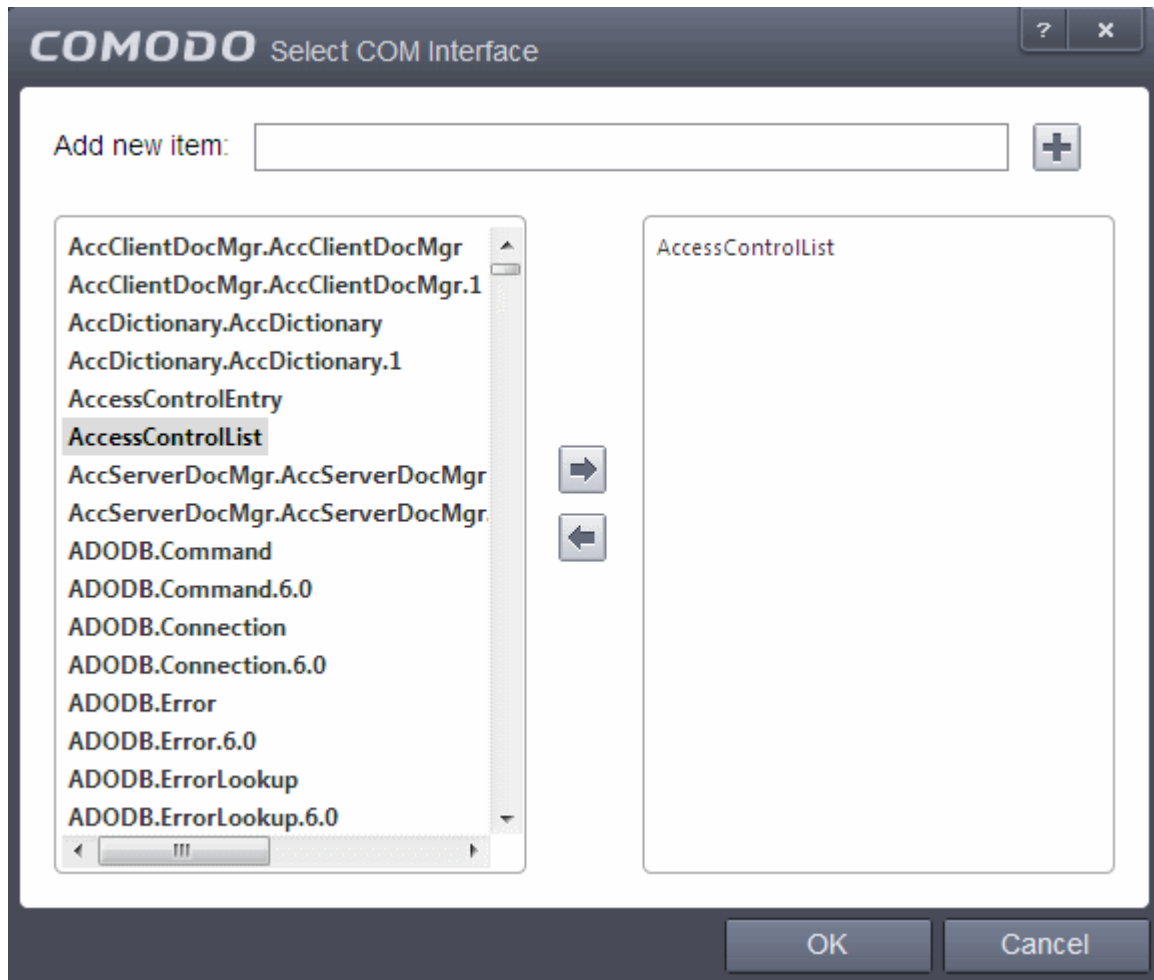 COMODO Select COM Interface
? x
Add new item:
AccClientDocMgr.AccClientDocMgr
AccClientDocMgr.AccClientDocMgr.1
AccDictionary.AccDictionary
AccDictionary.AccDictionary.1
AccessControlEntry
AccessControlList
AccServerDocMgr.AccServerDocMgr
AccServerDocMgr.AccServerDocMgr.
ADODB.Command
ADODB.Command.6.0
ADODB.Connection
ADODB.Connection.6.0
ADODB.Error
ADODB.Error.6.0
ADODB.ErrorLookup
ADODB.ErrorLookup.6.0
AccessControlList
OK Cancel